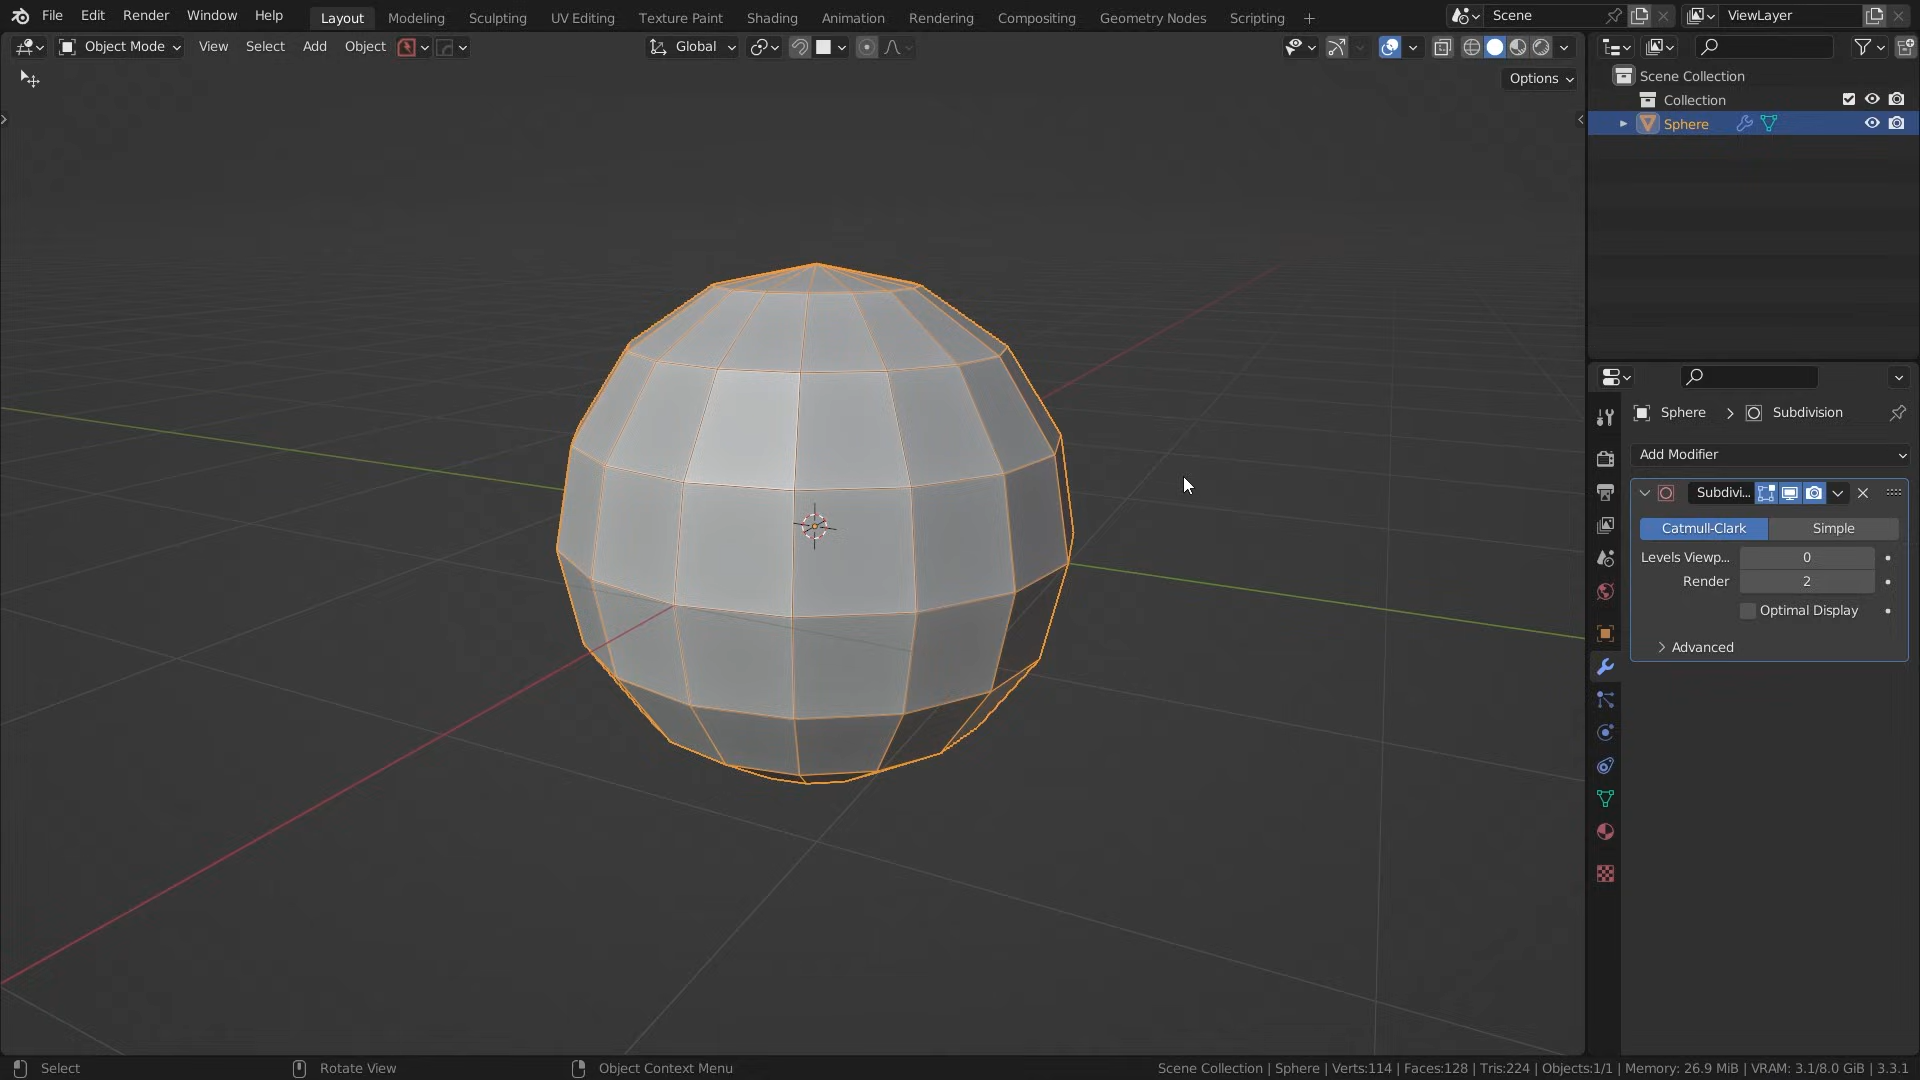 File Edit Render Window Help Layout Modeling Sculpting UV Editing Texture Paint Shading Animation Rendering Compositing Geometry Nodes Scripting + Scene ViewLayer
Object Mode View Select Add Object Global
Options
Scene Collection
Collection
Sphere
Sphere > Subdivision
Add Modifier
Subdivi...
Catmull-Clark Simple
Levels Viewp... 0
Render 2
Optimal Display
Advanced
Select Rotate View Object Context Menu Scene Collection | Sphere | Verts:114 | Faces:128 | Tris:224 | Objects:1/1 | Memory: 26.9 MiB | VRAM: 3.1/8.0 GiB | 3.3.1